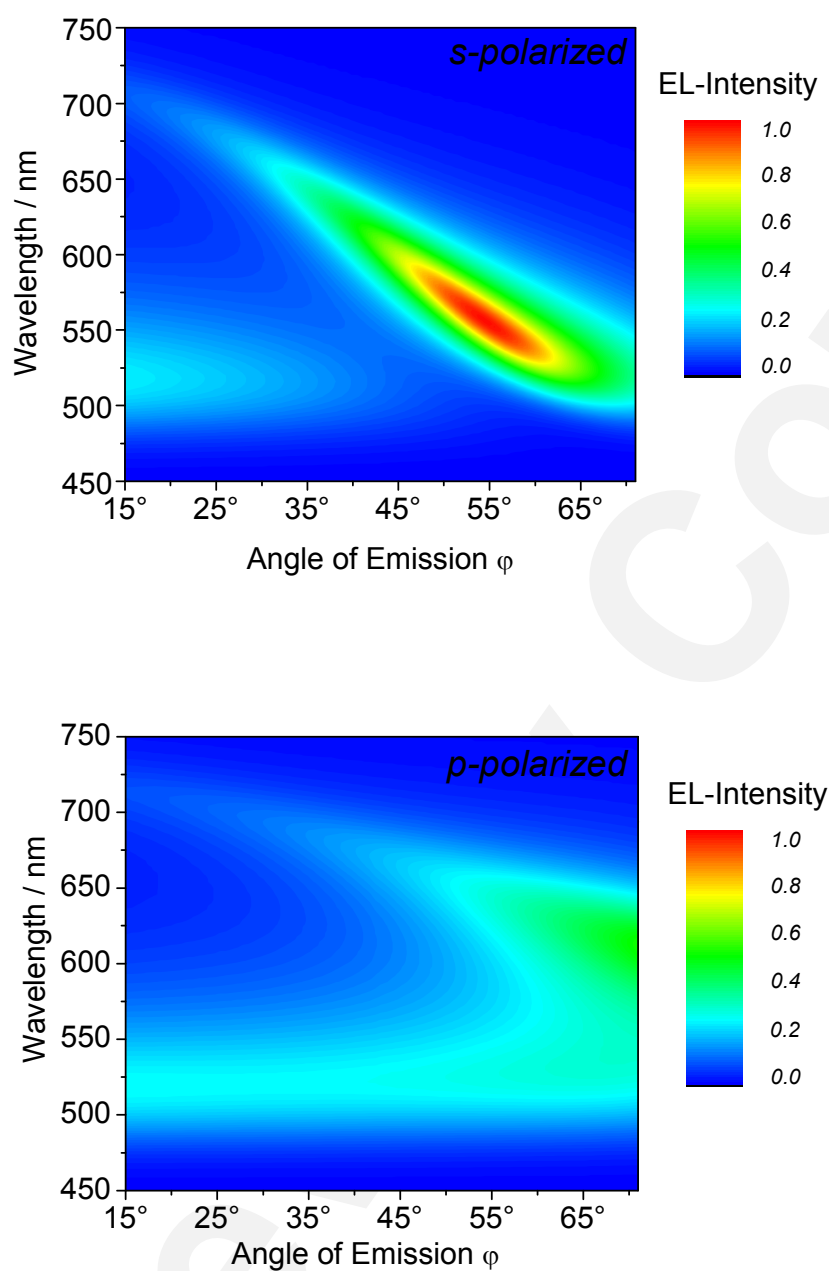 750
s-polarized
700
650
600
550
500
450
Wavelength / nm
15° 25° 35° 45° 55° 65°
Angle of Emission φ
EL-Intensity
1.0
0.8
0.6
0.4
0.2
0.0
750
p-polarized
700
650
600
550
500
450
Wavelength / nm
15° 25° 35° 45° 55° 65°
Angle of Emission φ
EL-Intensity
1.0
0.8
0.6
0.4
0.2
0.0